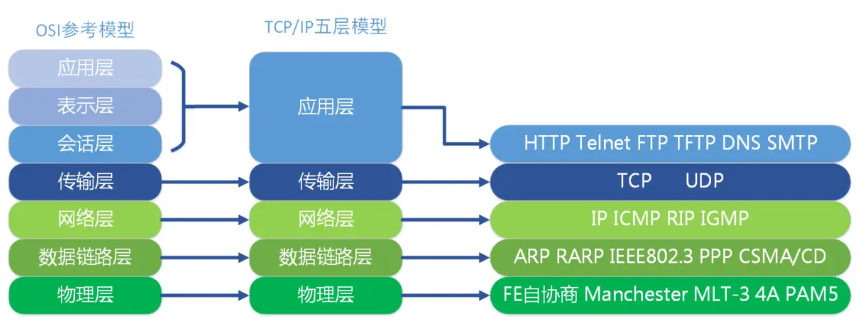 OSI参考模型
TCP/IP五层模型
应用层
表示层
会话层
应用层
HTTP Telnet FTP TFTP DNS SMTP
传输层
传输层
TCP UDP
网络层
网络层
IP ICMP RIP IGMP
数据链路层
数据链路层
ARP RARP IEEE802.3 PPP CSMA/CD
物理层
物理层
FE自协商 Manchester MLT-3 4A PAM5